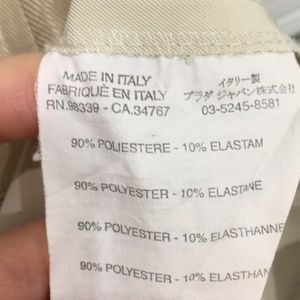 MADE IN ITALY
FABRIQUÉ EN ITALY
RN.98339 - CA.34767
イタリー製
プラダ ジャパン株式会社
03-5245-8581
90% POLIESTERE - 10% ELASTAM
90% POLYESTER - 10% ELASTANE
90% POLYESTER - 10% ELASTHANNE
90% POLYESTER - 10% ELASTHAN